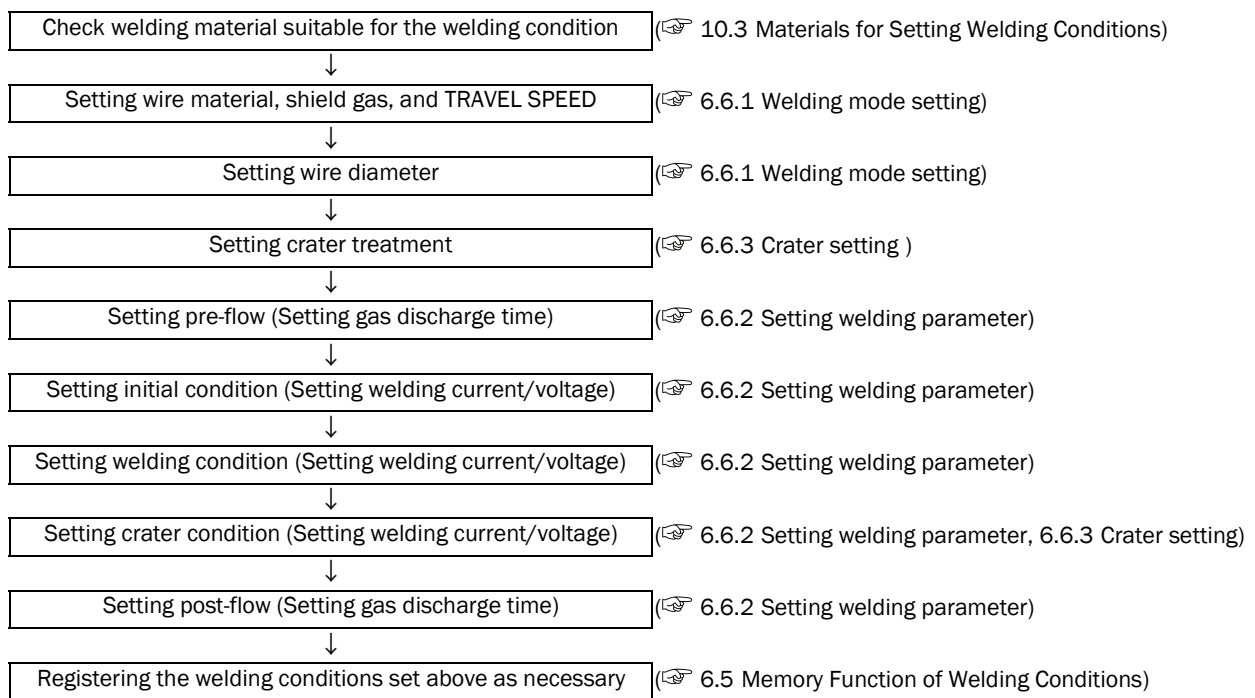 Check welding material suitable for the welding condition (☞ 10.3 Materials for Setting Welding Conditions)
↓
Setting wire material, shield gas, and TRAVEL SPEED (☞ 6.6.1 Welding mode setting)
↓
Setting wire diameter (☞ 6.6.1 Welding mode setting)
↓
Setting crater treatment (☞ 6.6.3 Crater setting )
↓
Setting pre-flow (Setting gas discharge time) (☞ 6.6.2 Setting welding parameter)
↓
Setting initial condition (Setting welding current/voltage) (☞ 6.6.2 Setting welding parameter)
↓
Setting welding condition (Setting welding current/voltage) (☞ 6.6.2 Setting welding parameter)
↓
Setting crater condition (Setting welding current/voltage) (☞ 6.6.2 Setting welding parameter, 6.6.3 Crater setting)
↓
Setting post-flow (Setting gas discharge time) (☞ 6.6.2 Setting welding parameter)
↓
Registering the welding conditions set above as necessary (☞ 6.5 Memory Function of Welding Conditions)